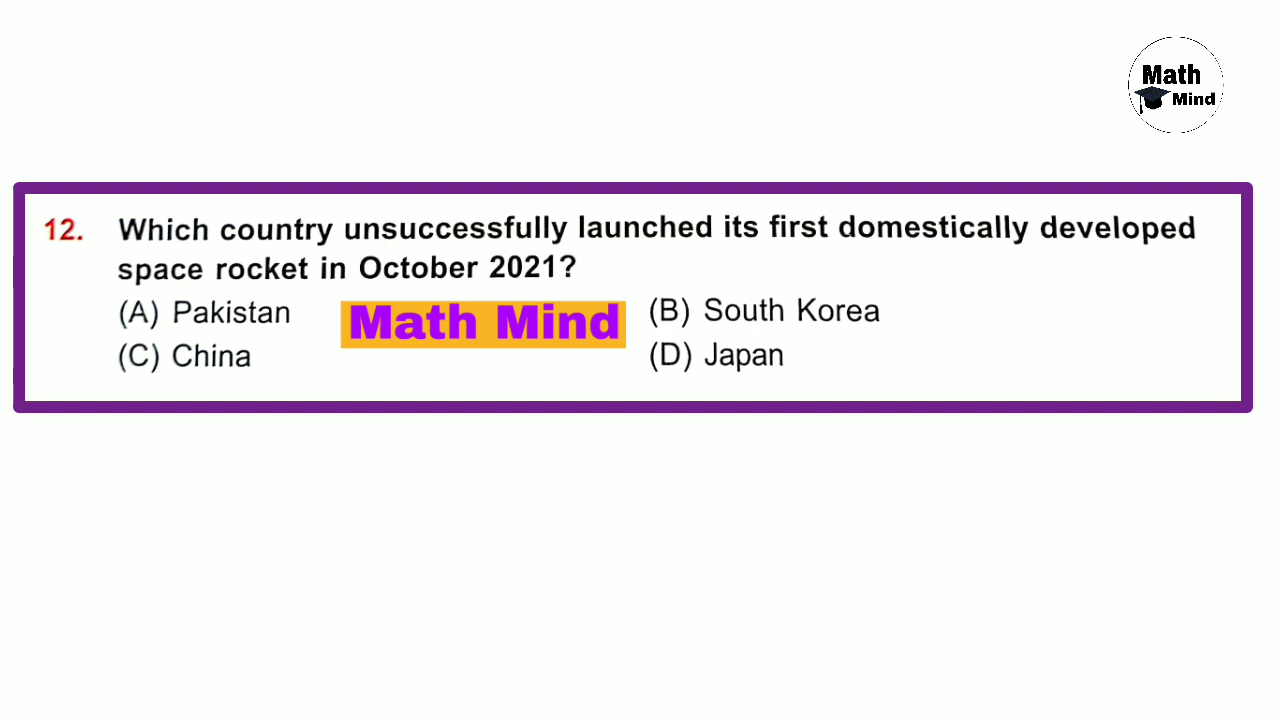 Math
Mind
12. Which country unsuccessfully launched its first domestically developed
space rocket in October 2021?
(A) Pakistan Math Mind (B) South Korea
(C) China (D) Japan